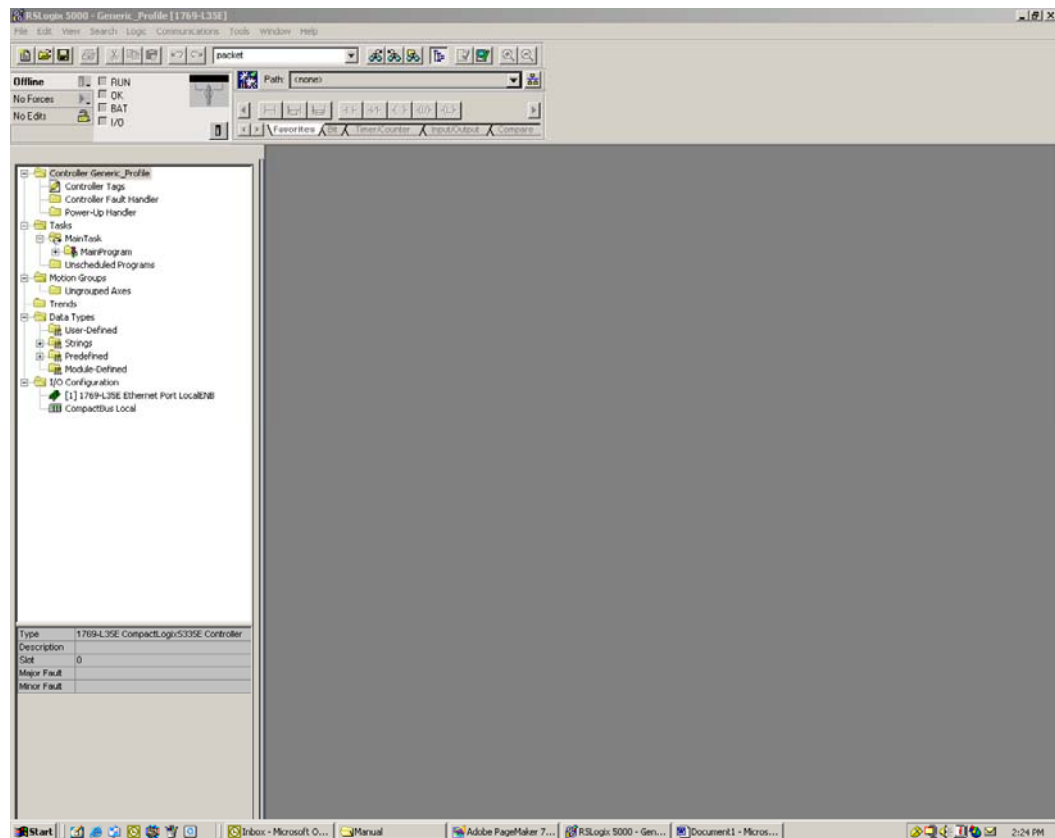 RSLogix 5000 - Generic_Profile [1769-L35E]
File Edit View Search Logic Communications Tools Window Help
packet
Offline
RUN
Path: <none>
No Forces
OK
No Edits
BAT
I/O
Favorites Bit Timer/Counter Input/Output Compare
Controller Generic_Profile
Controller Tags
Controller Fault Handler
Power-Up Handler
Tasks
MainTask
MainProgram
Unscheduled Programs
Motion Groups
Ungrouped Axes
Trends
Data Types
User-Defined
Strings
Predefined
Module-Defined
I/O Configuration
[1] 1769-L35E Ethernet Port LocalENB
CompactBus Local
Type 1769-L35E CompactLogix5335E Controller
Description
Slot 0
Major Fault
Minor Fault
Start
Inbox - Microsoft O...
Manual
Adobe PageMaker 7...
RSLogix 5000 - Gen...
Document1 - Micros...
2:24 PM